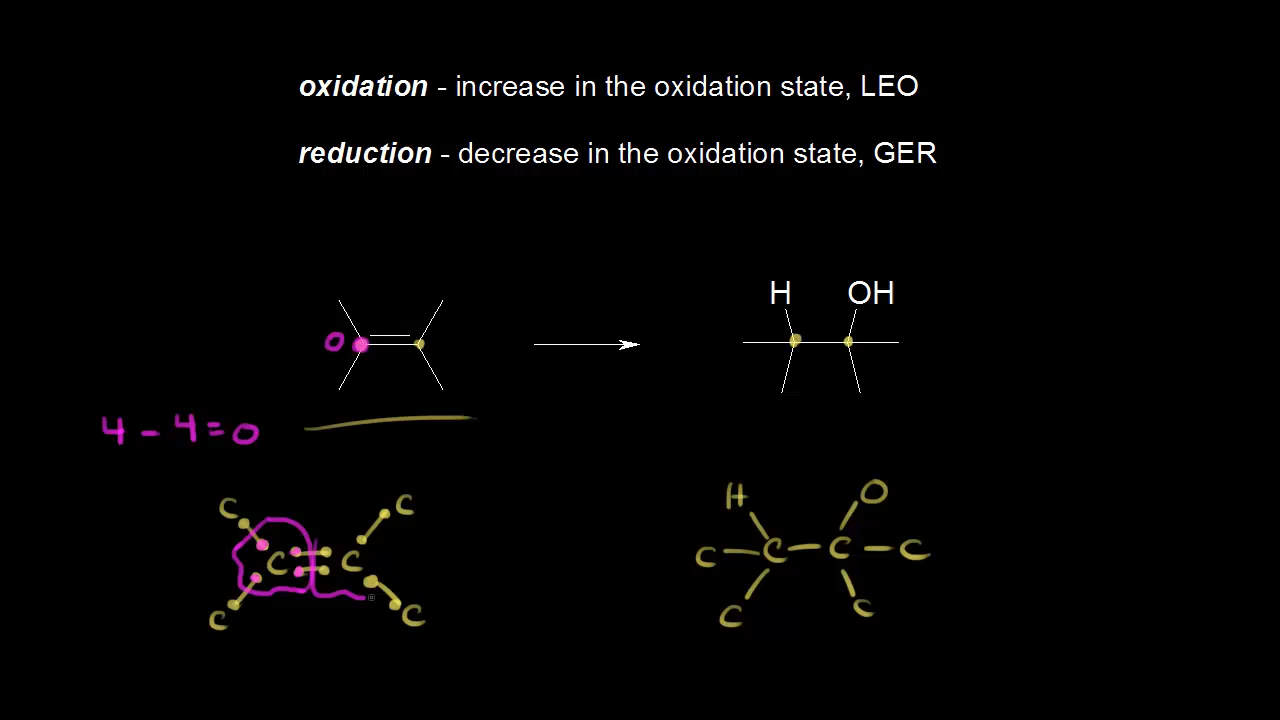 oxidation - increase in the oxidation state, LEO
reduction - decrease in the oxidation state, GER
H OH
0
4 - 4 = 0
C C
C C
C C
H O
C C C C
C C